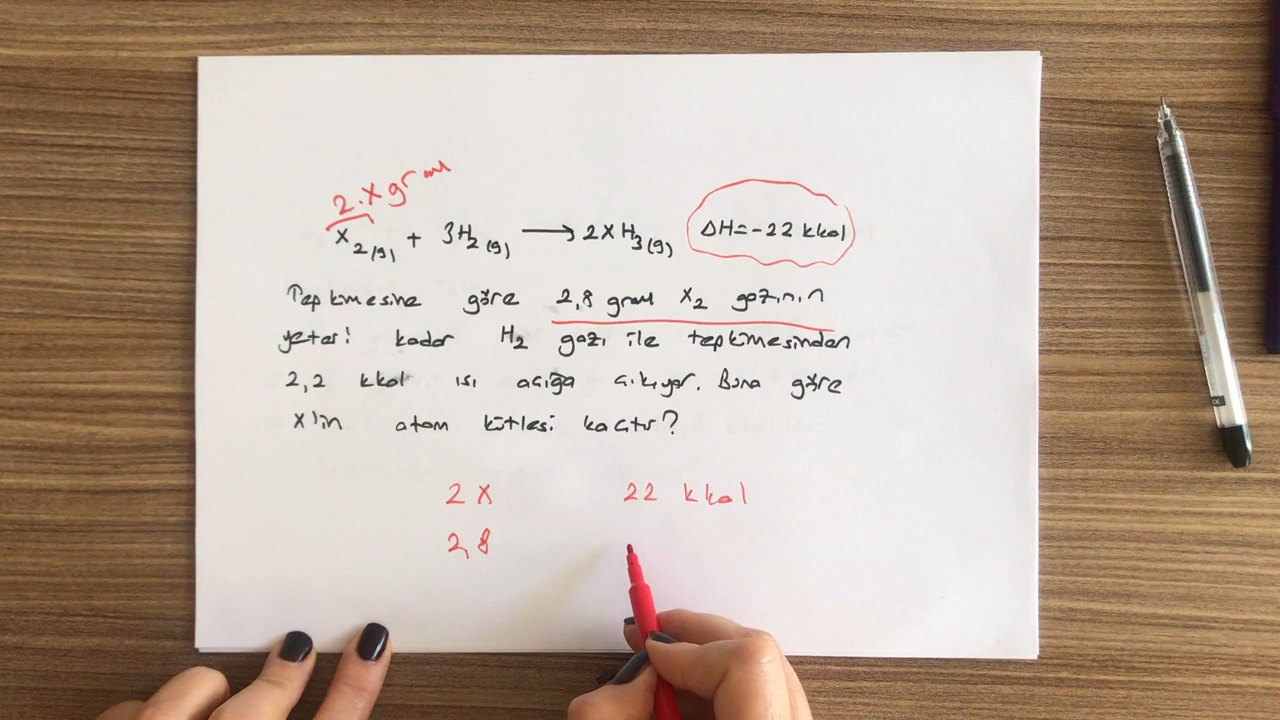 2.X gram
X2(g) + 3H2(g) → 2XH3(g) ΔH=-22 kkal
Tepkimesine göre 2,8 gram X2 gazının
yeteri kadar H2 gazı ile tepkimesinden
2,2 kkal ısı açığa çıkıyor. Buna göre
X'in atom kütlesi kaçtır?
2X 22 kkal
2,8